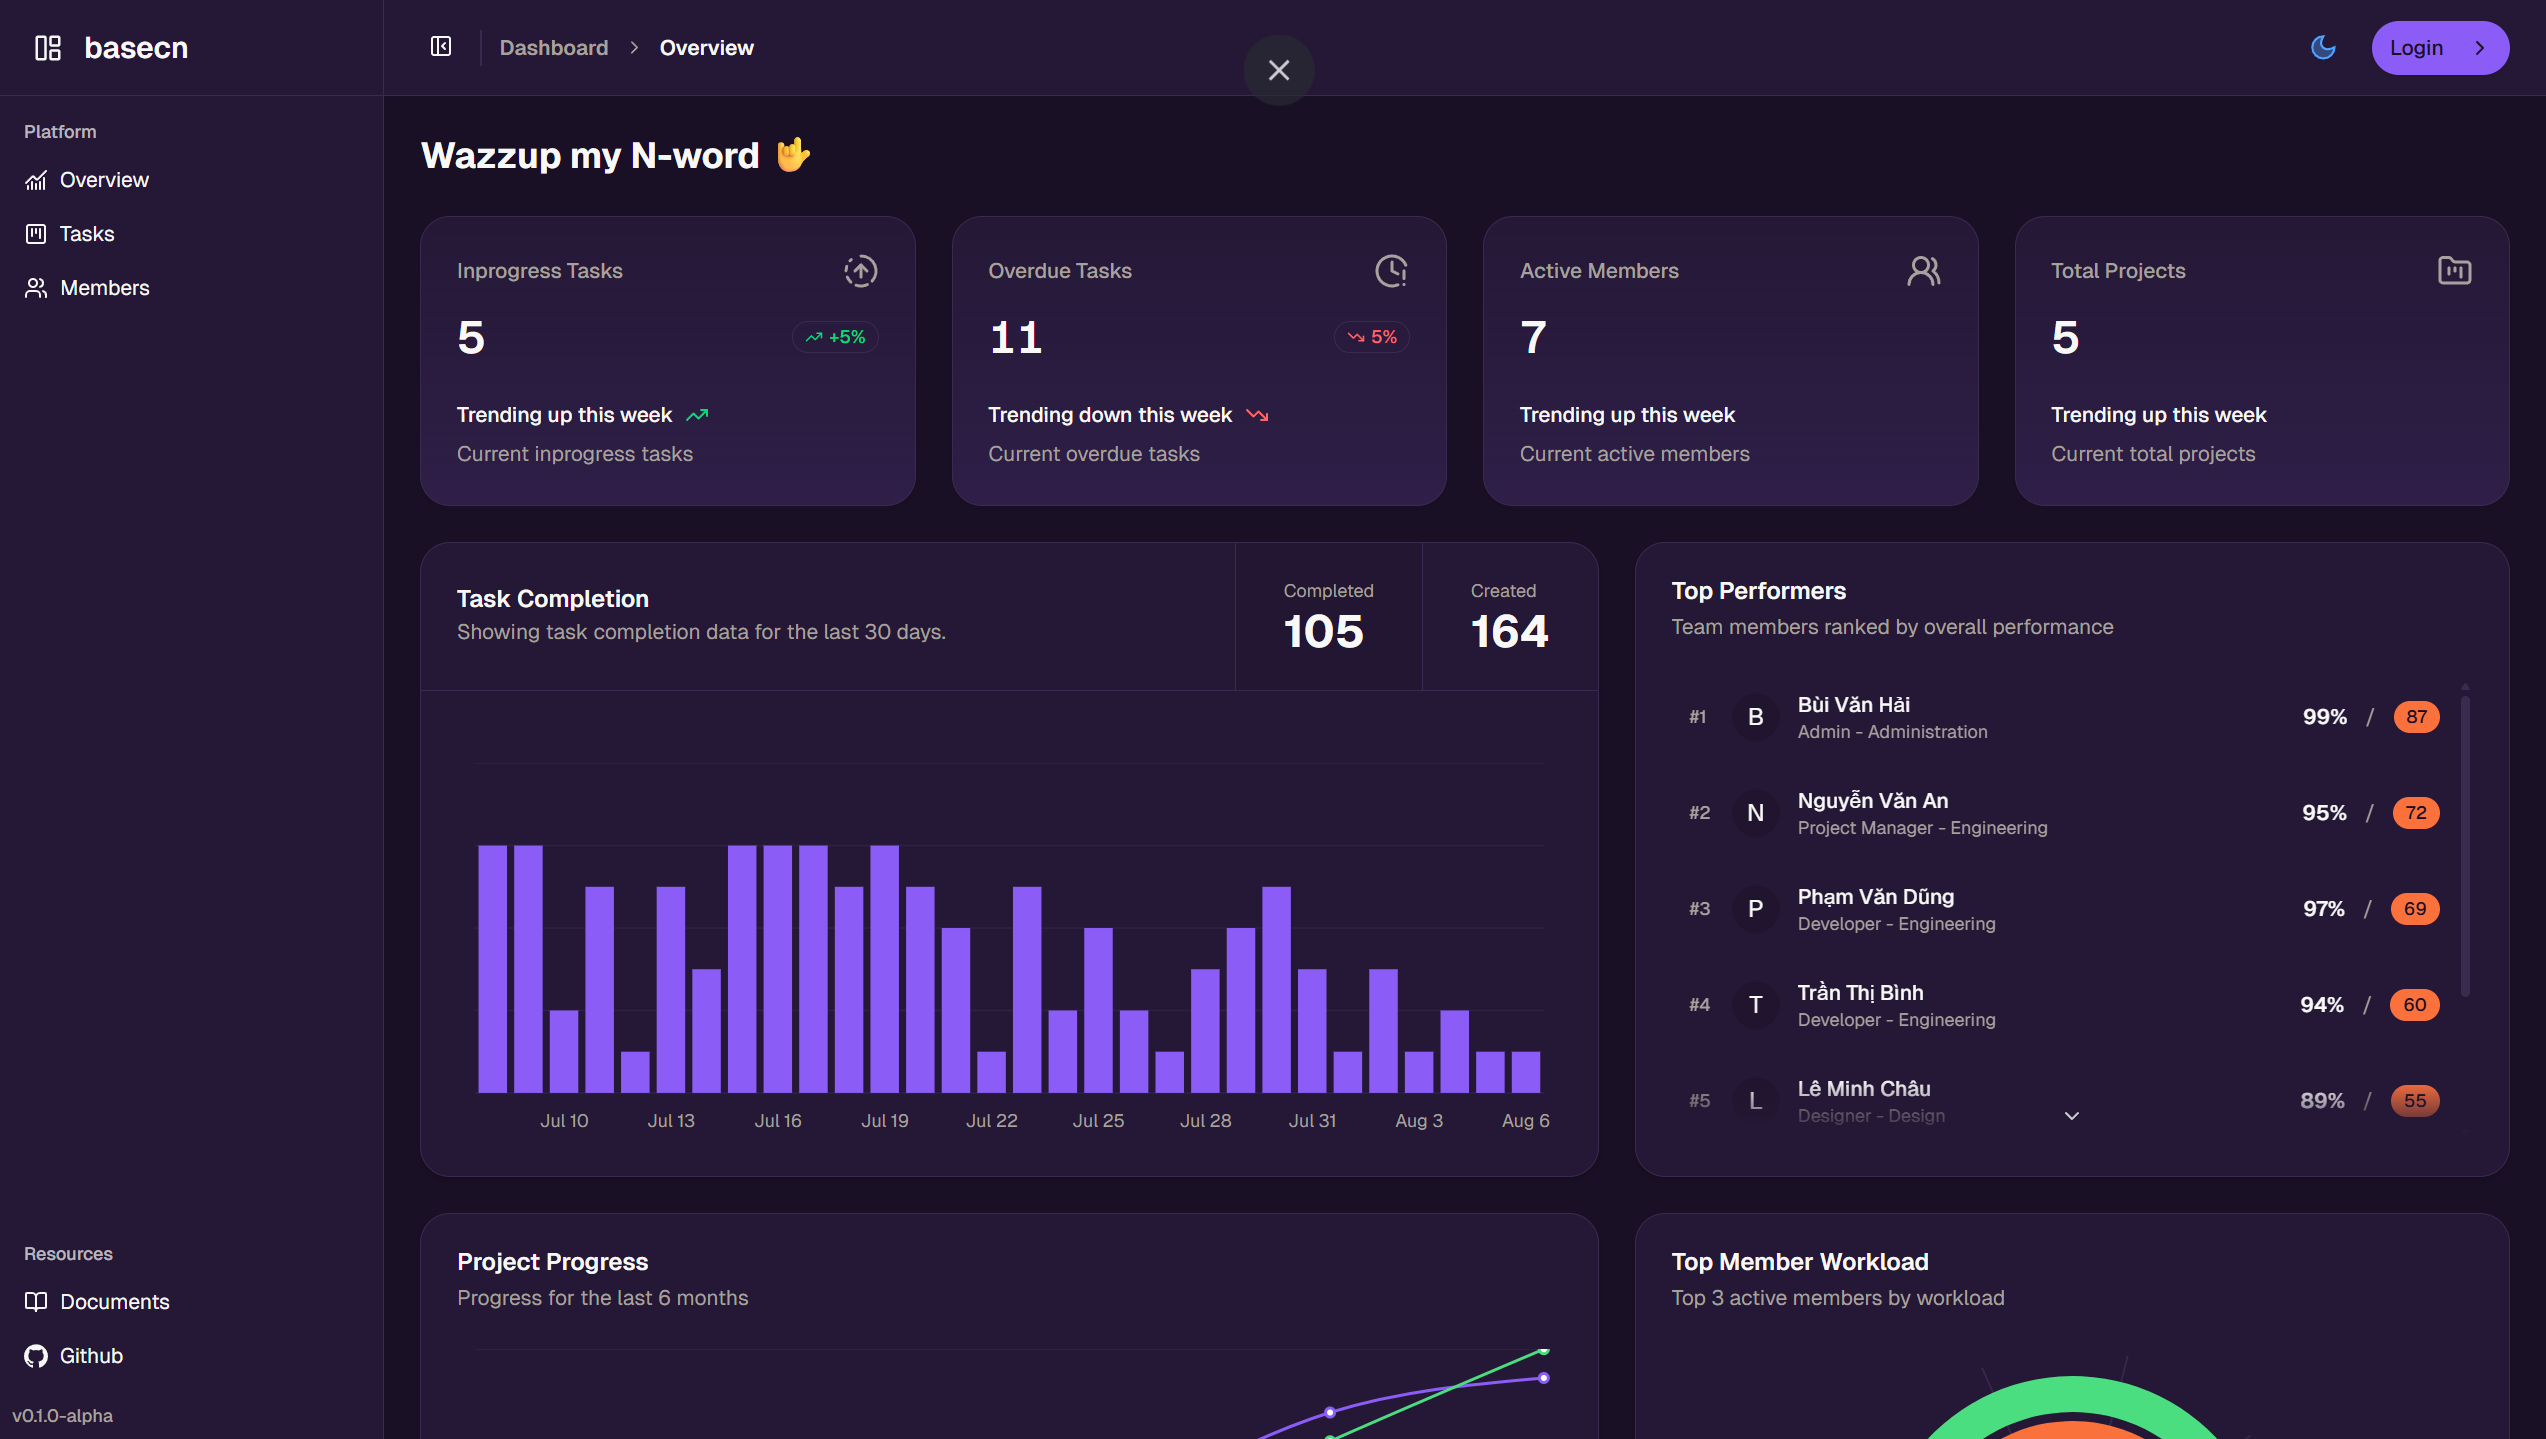 basecn
Dashboard > Overview
Login
Platform
Overview
Tasks
Members
Wazzup my N-word 🤟
Inprogress Tasks
5
+5%
Trending up this week
Current inprogress tasks
Overdue Tasks
11
5%
Trending down this week
Current overdue tasks
Active Members
7
Trending up this week
Current active members
Total Projects
5
Trending up this week
Current total projects
Task Completion
Showing task completion data for the last 30 days.
Completed
105
Created
164
Jul 10 Jul 13 Jul 16 Jul 19 Jul 22 Jul 25 Jul 28 Jul 31 Aug 3 Aug 6
Top Performers
Team members ranked by overall performance
#1 B Bùi Văn Hải 99% / 87
Admin - Administration
#2 N Nguyễn Văn An 95% / 72
Project Manager - Engineering
#3 P Phạm Văn Dũng 97% / 69
Developer - Engineering
#4 T Trần Thị Bình 94% / 60
Developer - Engineering
#5 L Lê Minh Châu 89% / 55
Designer - Design
Project Progress
Progress for the last 6 months
Top Member Workload
Top 3 active members by workload
Resources
Documents
Github
v0.1.0-alpha